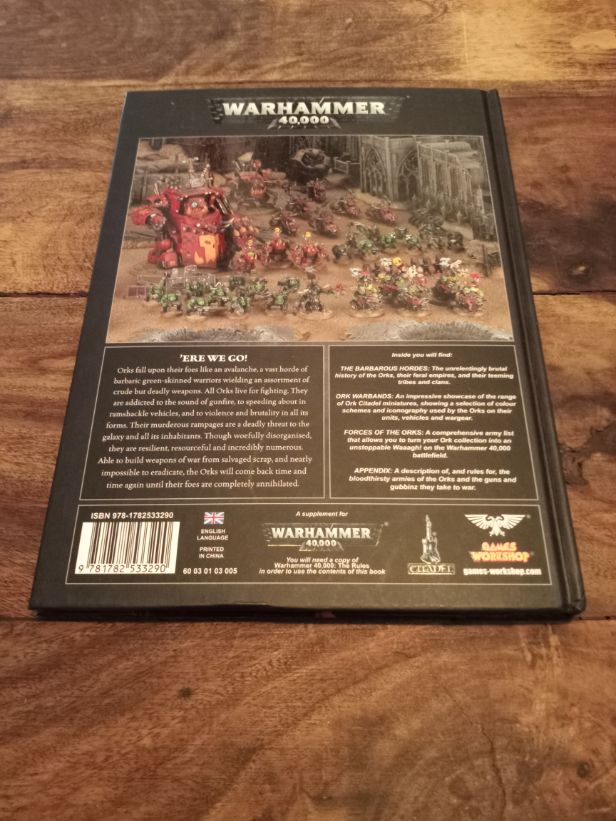 WARHAMMER
40,000
'ERE WE GO!
Orks fall upon their foes like an avalanche, a vast horde of
barbaric green-skinned warriors wielding an assortment of
crude but deadly weapons. All Orks live for fighting. They
are addicted to the sound of gunfire, to speeding about in
ramshackle vehicles, and to violence and brutality in all its
forms. Their murderous rampages are a deadly threat to the
galaxy and all its inhabitants. Though woefully disorganised,
they are resilient, resourceful and incredibly numerous.
Able to build weapons of war from salvaged scrap, and nearly
impossible to eradicate, the Orks will come back time and
time again until their foes are completely annihilated.
Inside you will find:
THE BARBAROUS HORDES: The unrelentingly brutal
history of the Orks, their feral empires, and their teeming
tribes and clans.
ORK WARBANDS: An impressive showcase of the range
of Ork Citadel miniatures, showing a selection of colour
schemes and iconography used by the Orks on their
units, vehicles and wargear.
FORCES OF THE ORKS: A comprehensive army list
that allows you to turn your Ork collection into an
unstoppable Waaagh! on the Warhammer 40,000
battlefield.
APPENDIX: A description of, and rules for, the
bloodthirsty armies of the Orks and the guns and
gubbinz they take to war.
ISBN 978-1782533290
9 781782 533290
ENGLISH
LANGUAGE
PRINTED
IN CHINA
60 03 01 03 005
A supplement for
WARHAMMER
40,000
You will need a copy of
Warhammer 40,000: The Rules
in order to use the contents of this book
CITADEL
GAMES
WORKSHOP
games-workshop.com